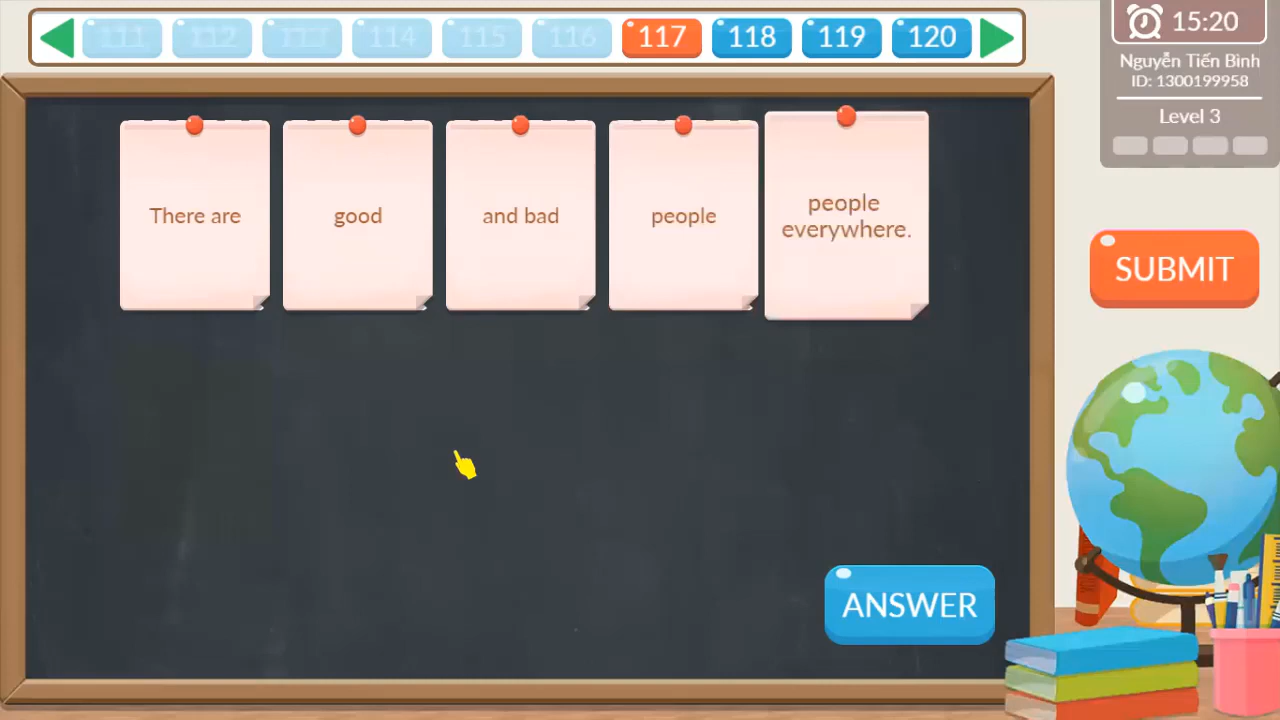 111 112 113 114 115 116 117 118 119 120
15:20
Nguyễn Tiến Bình
ID: 1300199958
Level 3
There are
good
and bad
people
people
everywhere.
SUBMIT
ANSWER